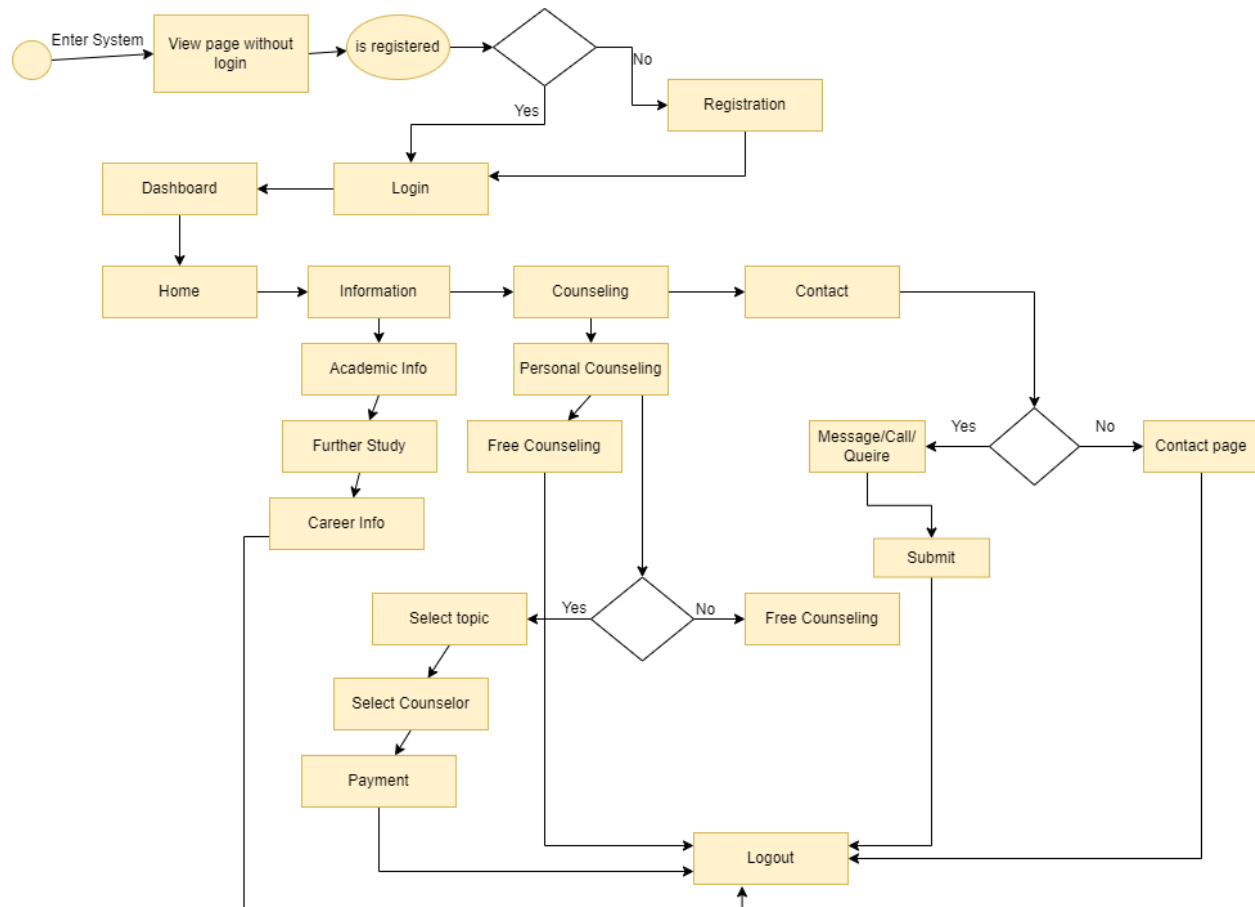 Enter System
View page without
login
is registered
No
Yes
Registration
Dashboard
Login
Home
Information
Counseling
Contact
Academic Info
Personal Counseling
Further Study
Free Counseling
Message/Call/
Queire
Yes
No
Contact page
Career Info
Submit
Select topic
Yes
No
Free Counseling
Select Counselor
Payment
Logout